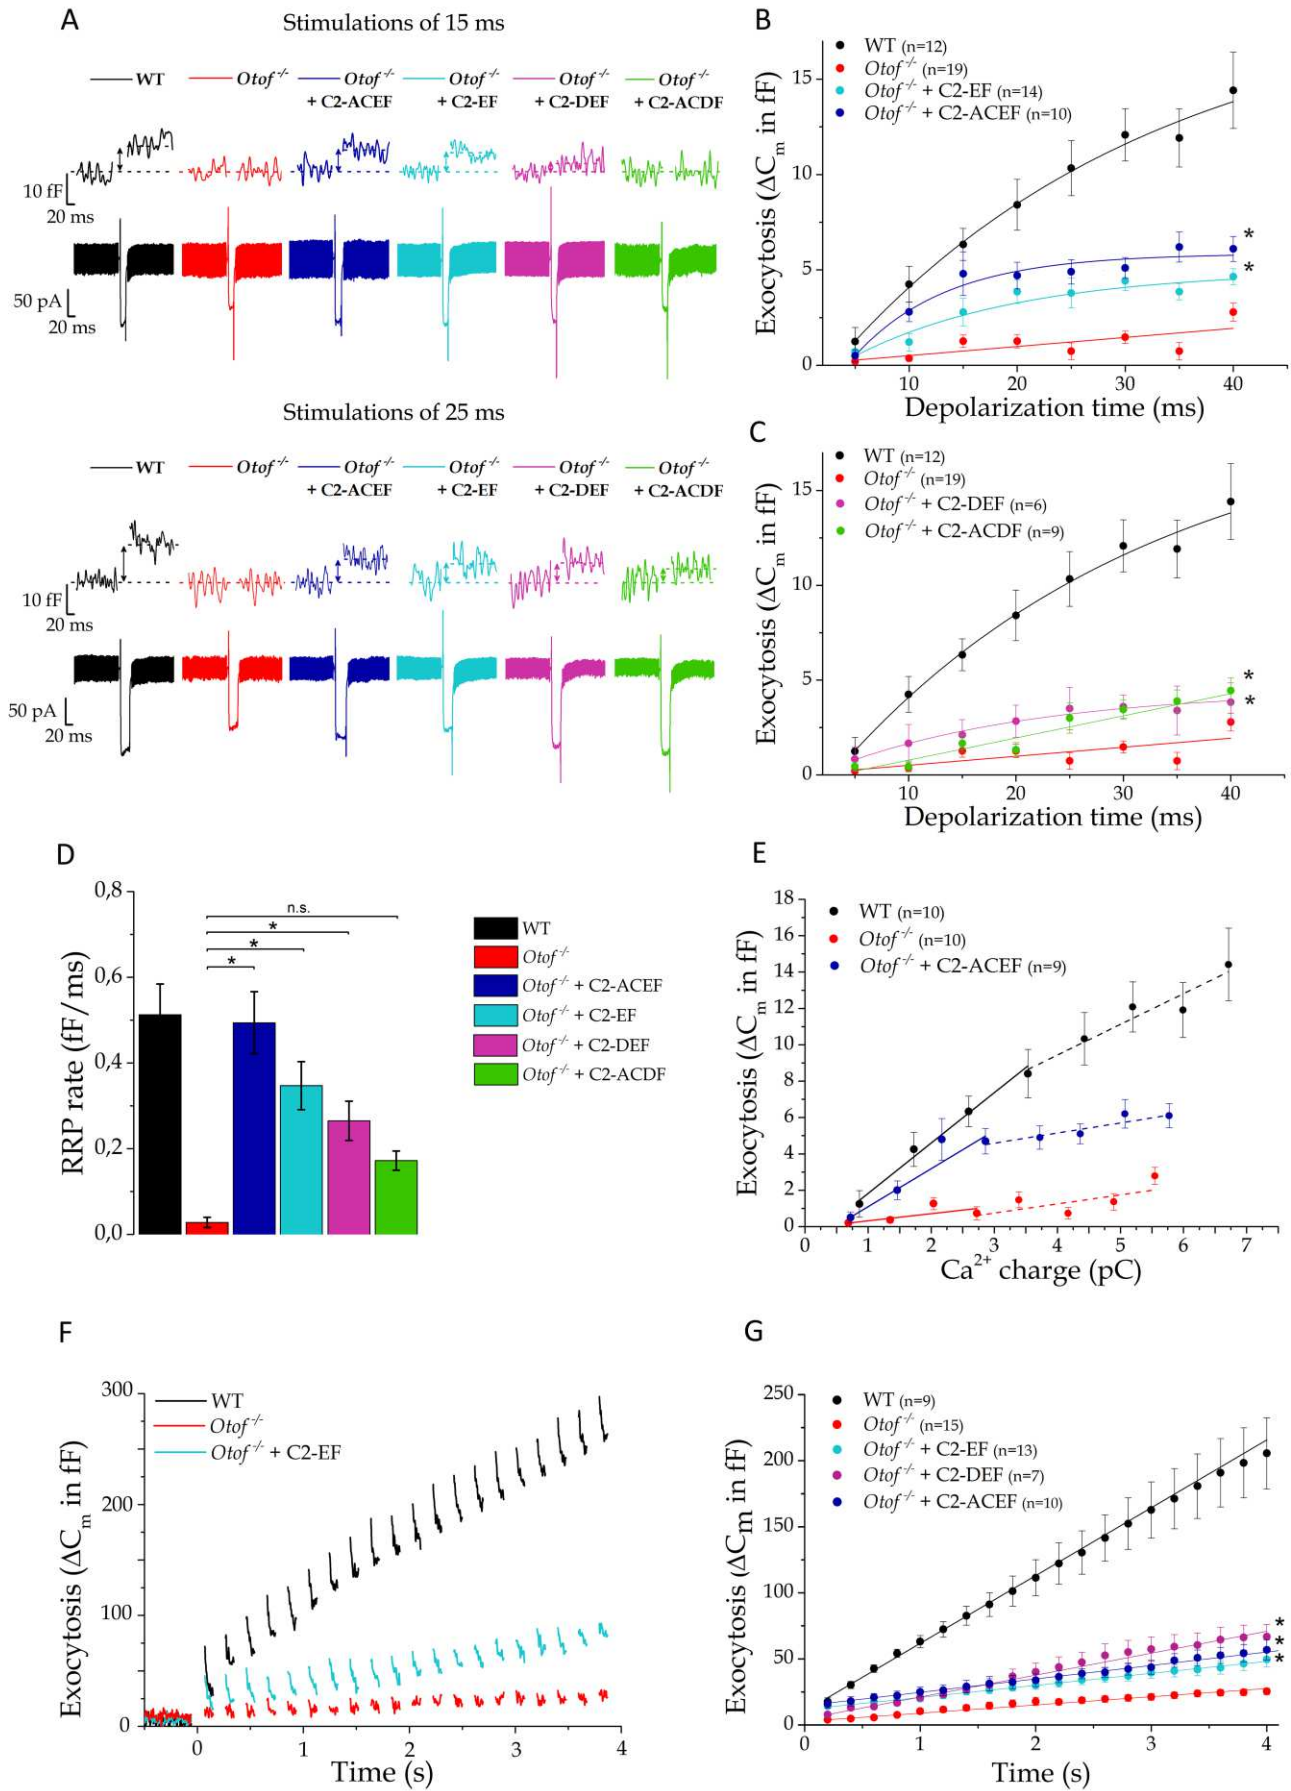 A
Stimulations of 15 ms
WT
Otof -/-
Otof -/-
+ C2-ACEF
Otof -/-
+ C2-EF
Otof -/-
+ C2-DEF
Otof -/-
+ C2-ACDF
10 fF
20 ms
50 pA
20 ms
Stimulations of 25 ms
WT
Otof -/-
Otof -/-
+ C2-ACEF
Otof -/-
+ C2-EF
Otof -/-
+ C2-DEF
Otof -/-
+ C2-ACDF
10 fF
20 ms
50 pA
20 ms
B
WT (n=12)
Otof -/- (n=19)
Otof -/- + C2-EF (n=14)
Otof -/- + C2-ACEF (n=10)
Exocytosis (ΔCm in fF)
15
10
5
0
*
*
10 20 30 40
Depolarization time (ms)
C
WT (n=12)
Otof -/- (n=19)
Otof -/- + C2-DEF (n=6)
Otof -/- + C2-ACDF (n=9)
Exocytosis (ΔCm in fF)
15
10
5
0
*
*
10 20 30 40
Depolarization time (ms)
D
RRP rate (fF/ms)
0,8
0,6
0,4
0,2
0,0
n.s.
*
*
*
WT
Otof -/-
Otof -/- + C2-ACEF
Otof -/- + C2-EF
Otof -/- + C2-DEF
Otof -/- + C2-ACDF
E
WT (n=10)
Otof -/- (n=10)
Otof -/- + C2-ACEF (n=9)
Exocytosis (ΔCm in fF)
18
16
14
12
10
8
6
4
2
0
0 1 2 3 4 5 6 7
Ca2+ charge (pC)
F
WT
Otof -/-
Otof -/- + C2-EF
Exocytosis (ΔCm in fF)
300
200
100
0
0 1 2 3 4
Time (s)
G
WT (n=9)
Otof -/- (n=15)
Otof -/- + C2-EF (n=13)
Otof -/- + C2-DEF (n=7)
Otof -/- + C2-ACEF (n=10)
Exocytosis (ΔCm in fF)
250
200
150
100
50
0
*
*
*
0 1 2 3 4
Time (s)